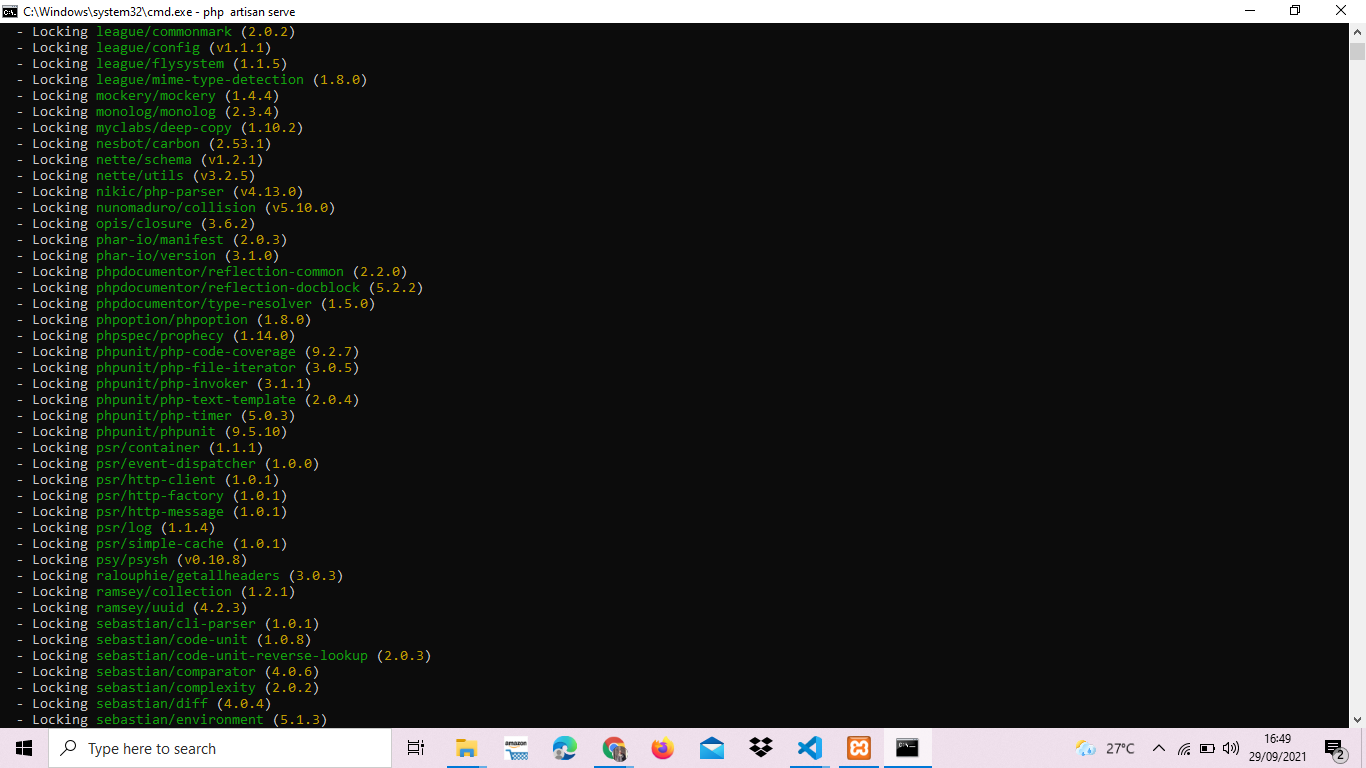 C:\Windows\system32\cmd.exe - php  artisan serve
- Locking league/commonmark (2.0.2)
- Locking league/config (v1.1.1)
- Locking league/flysystem (1.1.5)
- Locking league/mime-type-detection (1.8.0)
- Locking mockery/mockery (1.4.4)
- Locking monolog/monolog (2.3.4)
- Locking myclabs/deep-copy (1.10.2)
- Locking nesbot/carbon (2.53.1)
- Locking nette/schema (v1.2.1)
- Locking nette/utils (v3.2.5)
- Locking nikic/php-parser (v4.13.0)
- Locking nunomaduro/collision (v5.10.0)
- Locking opis/closure (3.6.2)
- Locking phar-io/manifest (2.0.3)
- Locking phar-io/version (3.1.0)
- Locking phpdocumentor/reflection-common (2.2.0)
- Locking phpdocumentor/reflection-docblock (5.2.2)
- Locking phpdocumentor/type-resolver (1.5.0)
- Locking phpoption/phpoption (1.8.0)
- Locking phpspec/prophecy (1.14.0)
- Locking phpunit/php-code-coverage (9.2.7)
- Locking phpunit/php-file-iterator (3.0.5)
- Locking phpunit/php-invoker (3.1.1)
- Locking phpunit/php-text-template (2.0.4)
- Locking phpunit/php-timer (5.0.3)
- Locking phpunit/phpunit (9.5.10)
- Locking psr/container (1.1.1)
- Locking psr/event-dispatcher (1.0.0)
- Locking psr/http-client (1.0.1)
- Locking psr/http-factory (1.0.1)
- Locking psr/http-message (1.0.1)
- Locking psr/log (1.1.4)
- Locking psr/simple-cache (1.0.1)
- Locking psy/psysh (v0.10.8)
- Locking ralouphie/getallheaders (3.0.3)
- Locking ramsey/collection (1.2.1)
- Locking ramsey/uuid (4.2.3)
- Locking sebastian/cli-parser (1.0.1)
- Locking sebastian/code-unit (1.0.8)
- Locking sebastian/code-unit-reverse-lookup (2.0.3)
- Locking sebastian/comparator (4.0.6)
- Locking sebastian/complexity (2.0.2)
- Locking sebastian/diff (4.0.4)
- Locking sebastian/environment (5.1.3)
Type here to search
amazon
27°C
16:49
29/09/2021
2